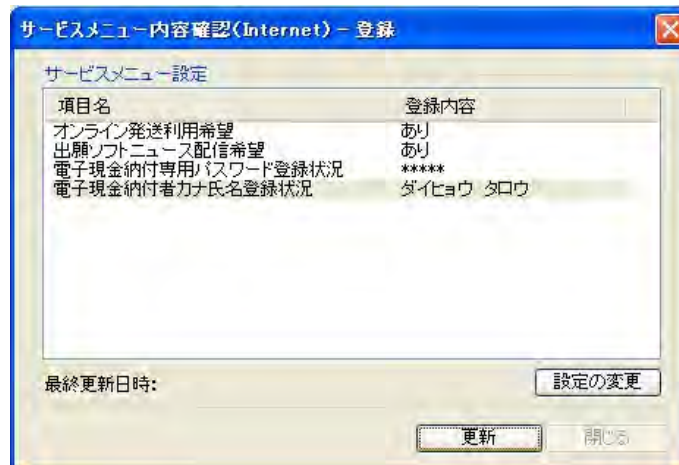 サービスメニュー内容確認(Internet) - 登録
サービスメニュー設定
項目名 登録内容
オンライン発送利用希望 あり
出願ソフトニュース配信希望 あり
電子現金納付専用パスワード登録状況 *****
電子現金納付者カナ氏名登録状況 ダイヒョウ タロウ
最終更新日時:
設定の変更
更新 閉じる